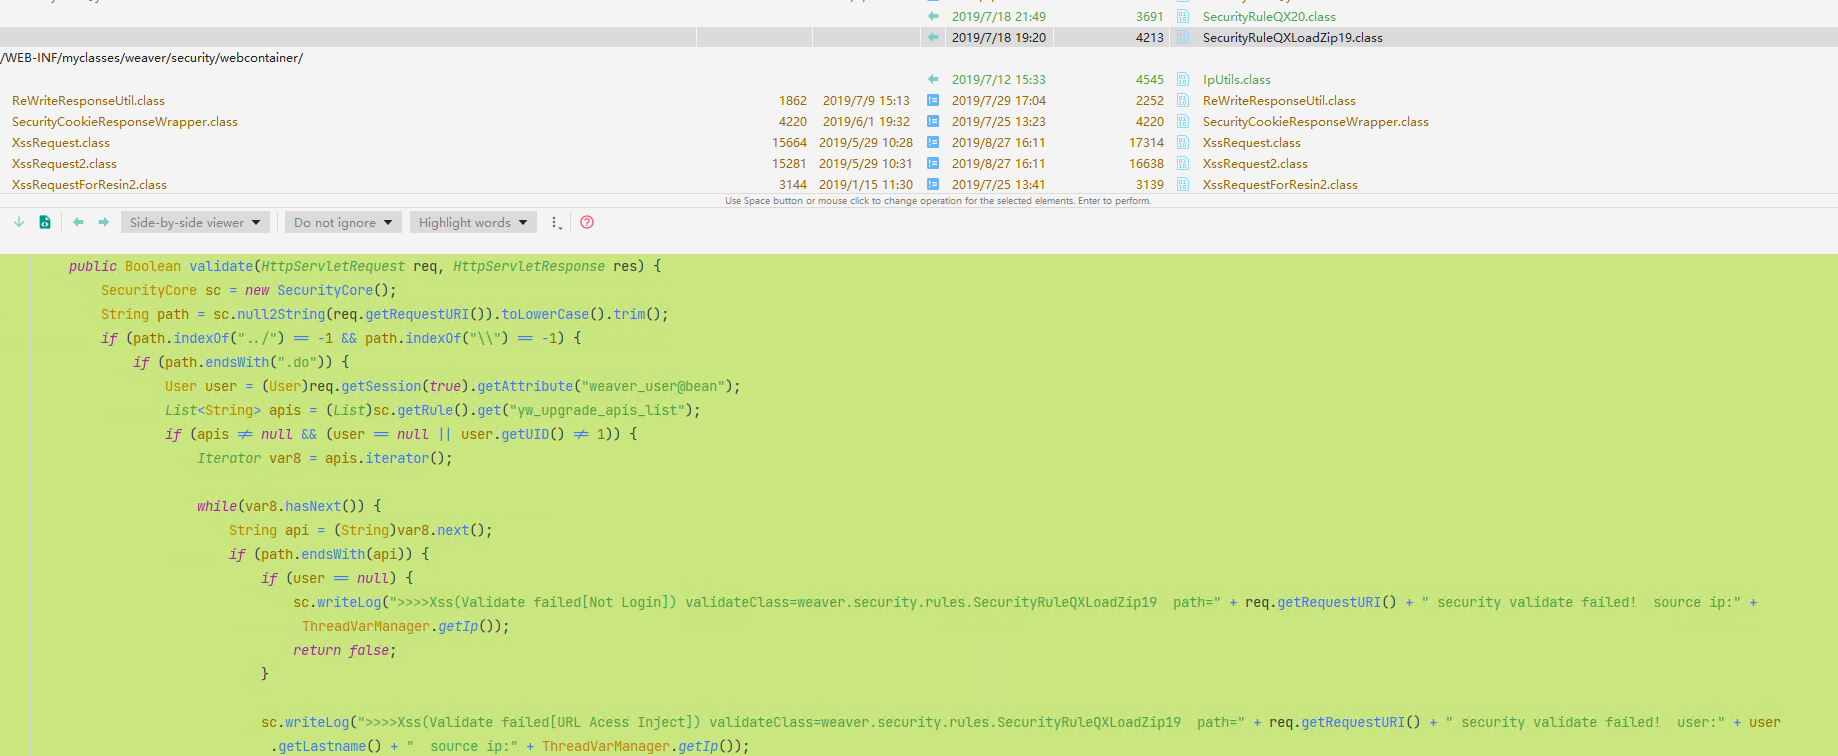 2019/7/18 21:49 3691 SecurityRuleQX20.class
2019/7/18 19:20 4213 SecurityRuleQXLoadZip19.class
/WEB-INF/myclasses/weaver/security/webcontainer/
2019/7/12 15:33 4545 IpUtils.class
ReWriteResponseUtil.class 1862 2019/7/9 15:13 != 2019/7/29 17:04 2252 ReWriteResponseUtil.class
SecurityCookieResponseWrapper.class 4220 2019/6/1 19:32 != 2019/7/25 13:23 4220 SecurityCookieResponseWrapper.class
XssRequest.class 15664 2019/5/29 10:28 != 2019/8/27 16:11 17314 XssRequest.class
XssRequest2.class 15281 2019/5/29 10:31 != 2019/8/27 16:11 16638 XssRequest2.class
XssRequestForResin2.class 3144 2019/1/15 11:30 != 2019/7/25 13:41 3139 XssRequestForResin2.class
Use Space button or mouse click to change operation for the selected elements. Enter to perform.
Side-by-side viewer Do not ignore Highlight words ?
public Boolean validate(HttpServletRequest req, HttpServletResponse res) {
SecurityCore sc = new SecurityCore();
String path = sc.null2String(req.getRequestURI()).toLowerCase().trim();
if (path.indexOf("../") == -1 && path.indexOf("\\") == -1) {
if (path.endsWith(".do")) {
User user = (User)req.getSession(true).getAttribute("weaver_user@bean");
List<String> apis = (List)sc.getRule().get("yw_upgrade_apis_list");
if (apis != null && (user == null || user.getUID() != 1)) {
Iterator var8 = apis.iterator();
while(var8.hasNext()) {
String api = (String)var8.next();
if (path.endsWith(api)) {
if (user == null) {
sc.writeLog(">>>>Xss(Validate failed[Not Login]) validateClass=weaver.security.rules.SecurityRuleQXLoadZip19  path=" + req.getRequestURI() + " security validate failed!  source ip:" +
ThreadVarManager.getIp());
return false;
}
sc.writeLog(">>>>Xss(Validate failed[URL Acess Inject]) validateClass=weaver.security.rules.SecurityRuleQXLoadZip19  path=" + req.getRequestURI() + " security validate failed!  user:" + user
.getLastname() + "  source ip:" + ThreadVarManager.getIp());